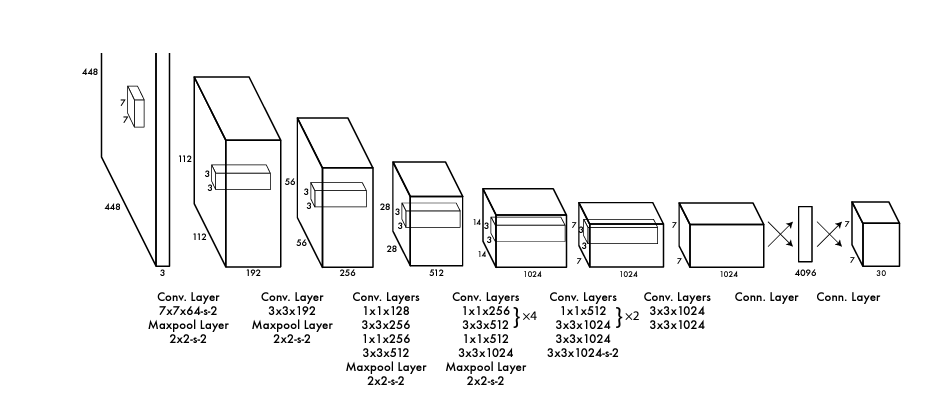 448
7
7
448
3
112
3
3
112
192
56
3
3
56
256
28
3
3
28
512
14
3
3
14
1024
7
3
3
7
1024
7
7
1024
4096
7
7
30
Conv. Layer
7x7x64-s-2
Maxpool Layer
2x2-s-2
Conv. Layer
3x3x192
Maxpool Layer
2x2-s-2
Conv. Layers
1x1x128
3x3x256
1x1x256
3x3x512
Maxpool Layer
2x2-s-2
Conv. Layers
1x1x256
3x3x512
}×4
1x1x512
3x3x1024
Maxpool Layer
2x2-s-2
Conv. Layers
1x1x512
3x3x1024
}×2
3x3x1024
3x3x1024-s-2
Conv. Layers
3x3x1024
3x3x1024
Conn. Layer
Conn. Layer